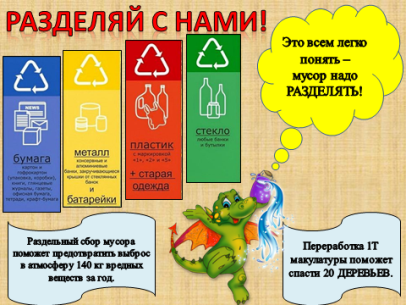 РАЗДЕЛЯЙ С НАМИ!
Это всем легко
понять –
мусор надо
РАЗДЕЛЯТЬ!
NEWS
бумага
картон и
гофрокартон
(упаковка, коробки),
книги, глянцевые
журналы, газеты,
офисная бумага,
тетради, крафт-бумага
металл
консервные и
алюминиевые
банки, закручивающиеся
крышки от стеклянных
банок
и
батарейки
пластик
с маркировкой
«1», «2» и «5»
+ старая
одежда
стекло
любые банки
и бутылки
Раздельный сбор мусора
поможет предотвратить выброс
в атмосферу 140 кг вредных
веществ за год.
Переработка 1Т
макулатуры поможет
спасти 20 ДЕРЕВЬЕВ.